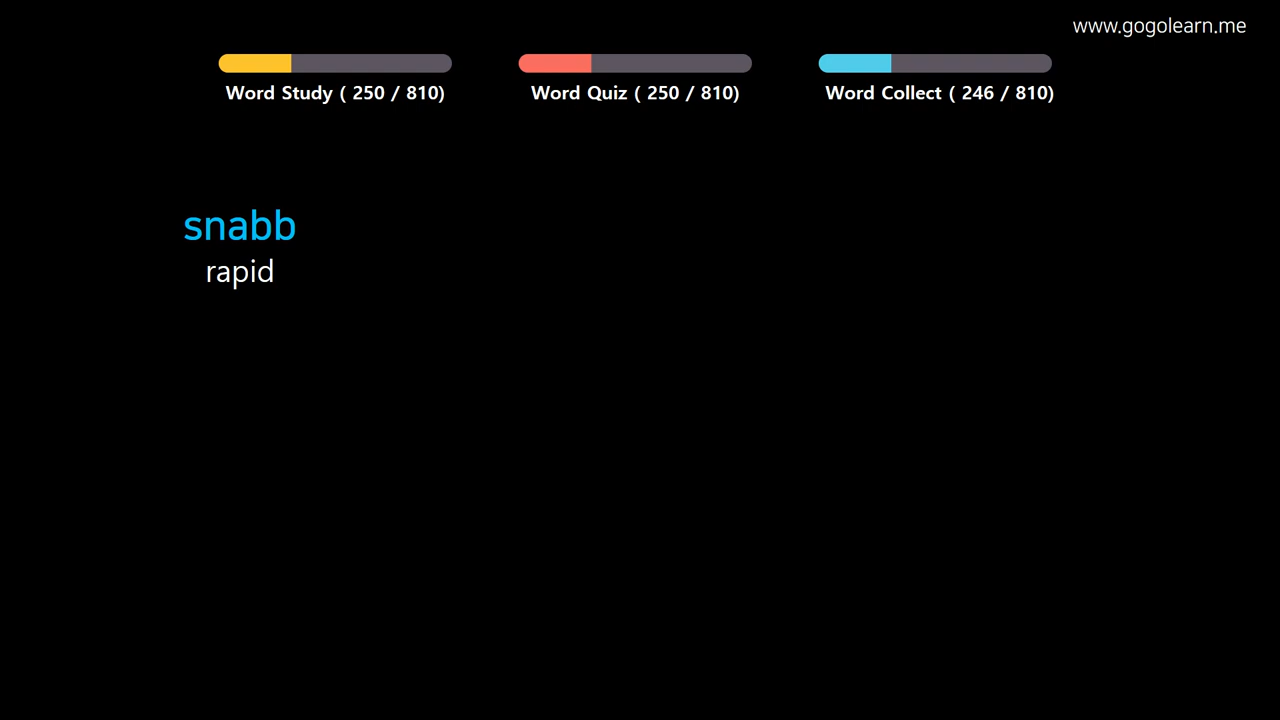 www.gogolearn.me
Word Study ( 250 / 810)
Word Quiz ( 250 / 810)
Word Collect ( 246 / 810)
snabb
rapid